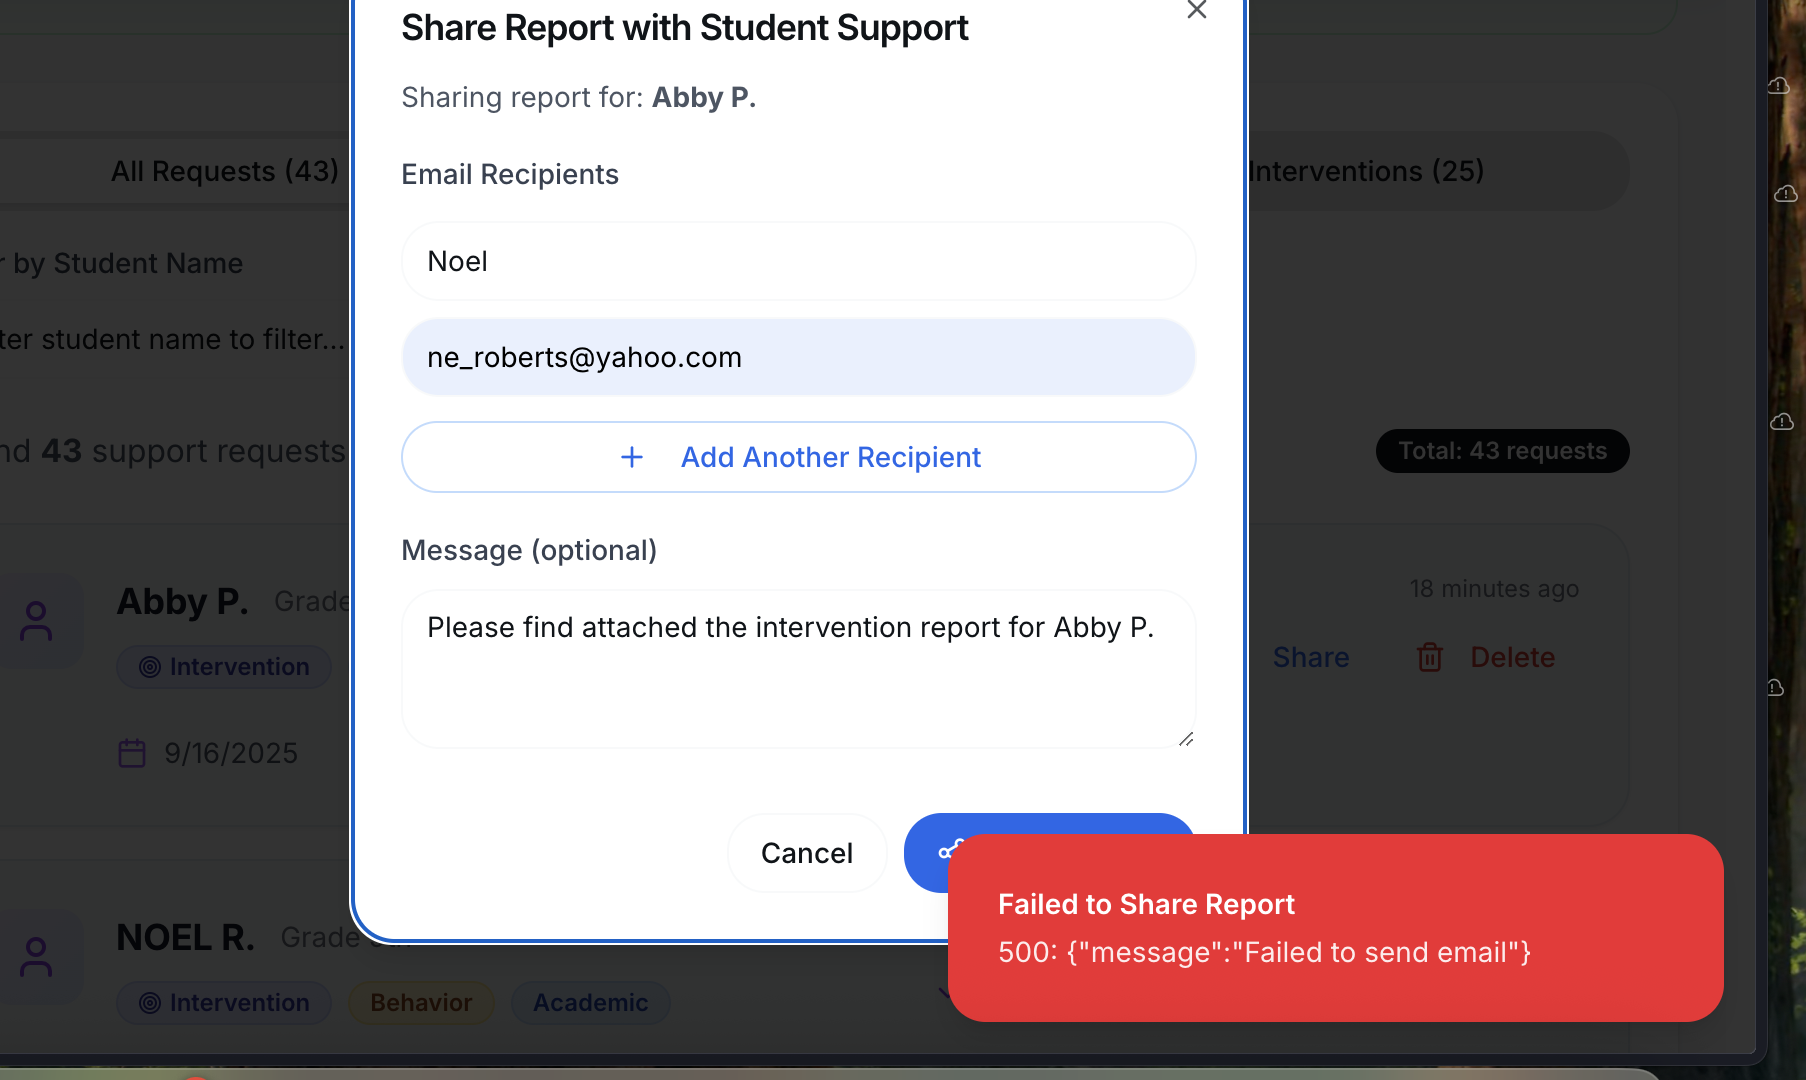 Share Report with Student Support
Sharing report for: Abby P.
All Requests (43)
Interventions (25)
Email Recipients
Noel
r by Student Name
ter student name to filter...
ne_roberts@yahoo.com
+ Add Another Recipient
nd 43 support requests
Total: 43 requests
Message (optional)
Please find attached the intervention report for Abby P.
Abby P. Grade
18 minutes ago
Intervention
Share
Delete
9/16/2025
Cancel
Failed to Share Report
500: {"message":"Failed to send email"}
NOEL R. Grade
Intervention
Behavior
Academic